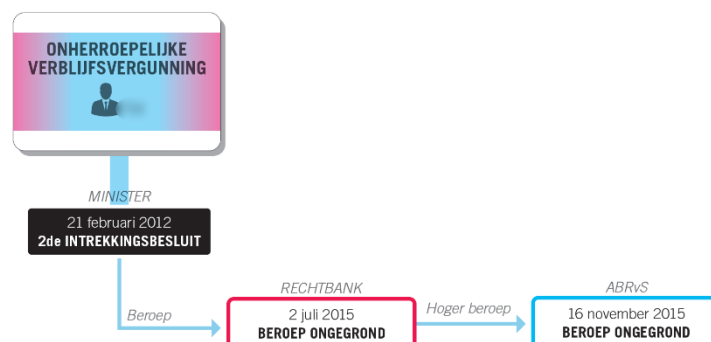 ONHERROEPELIJKE
VERBLIJFSVERGUNNING
MINISTER
21 februari 2012
2de INTREKKINGSBESLUIT
RECHTBANK
Beroep
2 juli 2015
BEROEP ONGEGROND
Hoger beroep
ABRvS
16 november 2015
BEROEP ONGEGROND